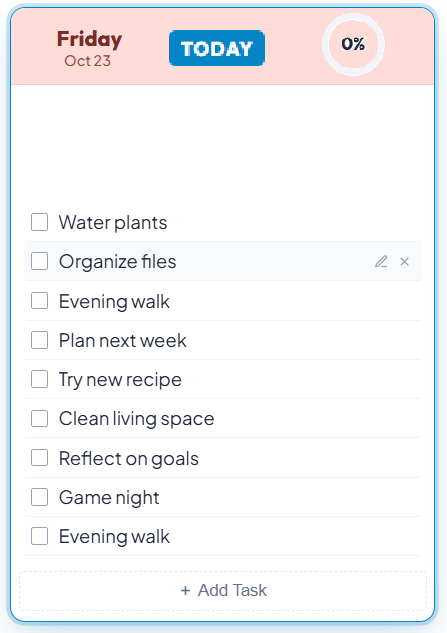 Friday
Oct 23
TODAY
0%
Water plants
Organize files
Evening walk
Plan next week
Try new recipe
Clean living space
Reflect on goals
Game night
Evening walk
+ Add Task